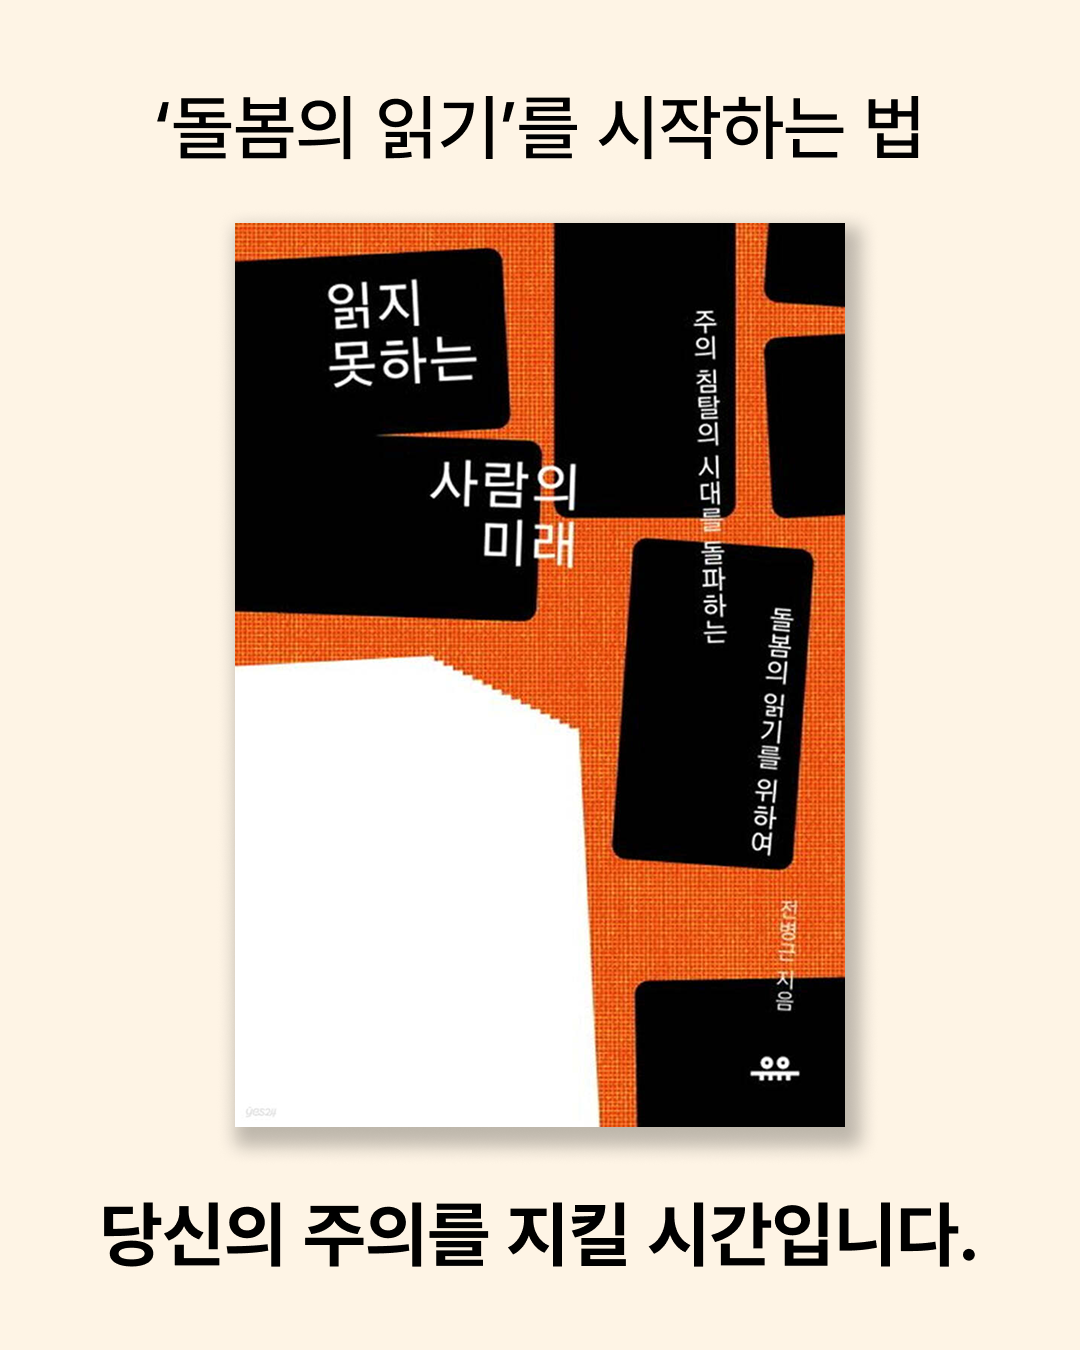 ‘돌봄의 읽기’를 시작하는 법
읽지
못하는
사람의
미래
주의 침탈의 시대를 돌파하는
돌봄의 읽기를 위하여
전병근 지음
yes24
당신의 주의를 지킬 시간입니다.